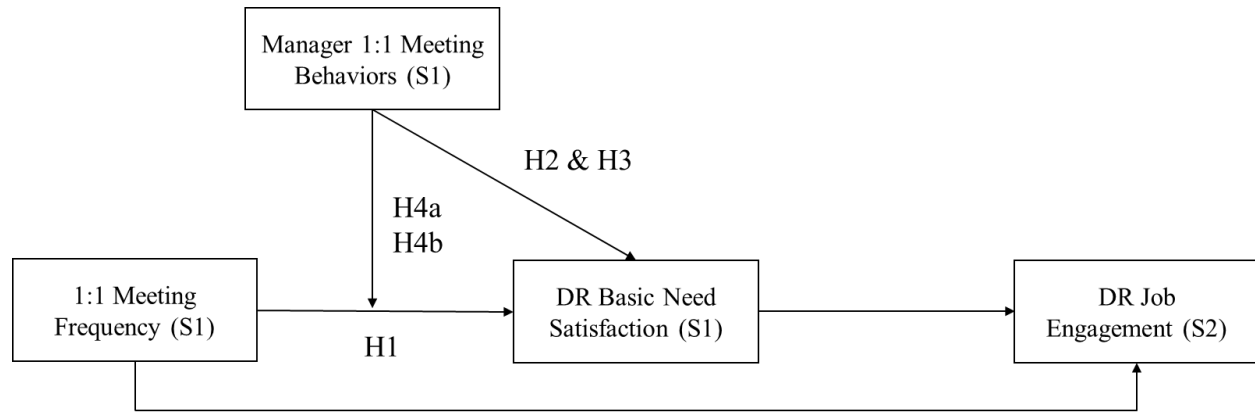 Manager 1:1 Meeting
Behaviors (S1)
H2 & H3
H4a
H4b
1:1 Meeting
Frequency (S1)
H1
DR Basic Need
Satisfaction (S1)
DR Job
Engagement (S2)